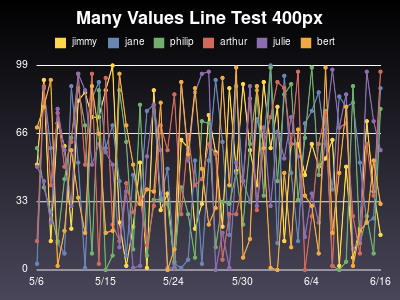 Many Values Line Test 400px
jimmy jane philip arthur julie bert
99
66
33
0
5/6 5/15 5/24 5/30 6/4 6/16